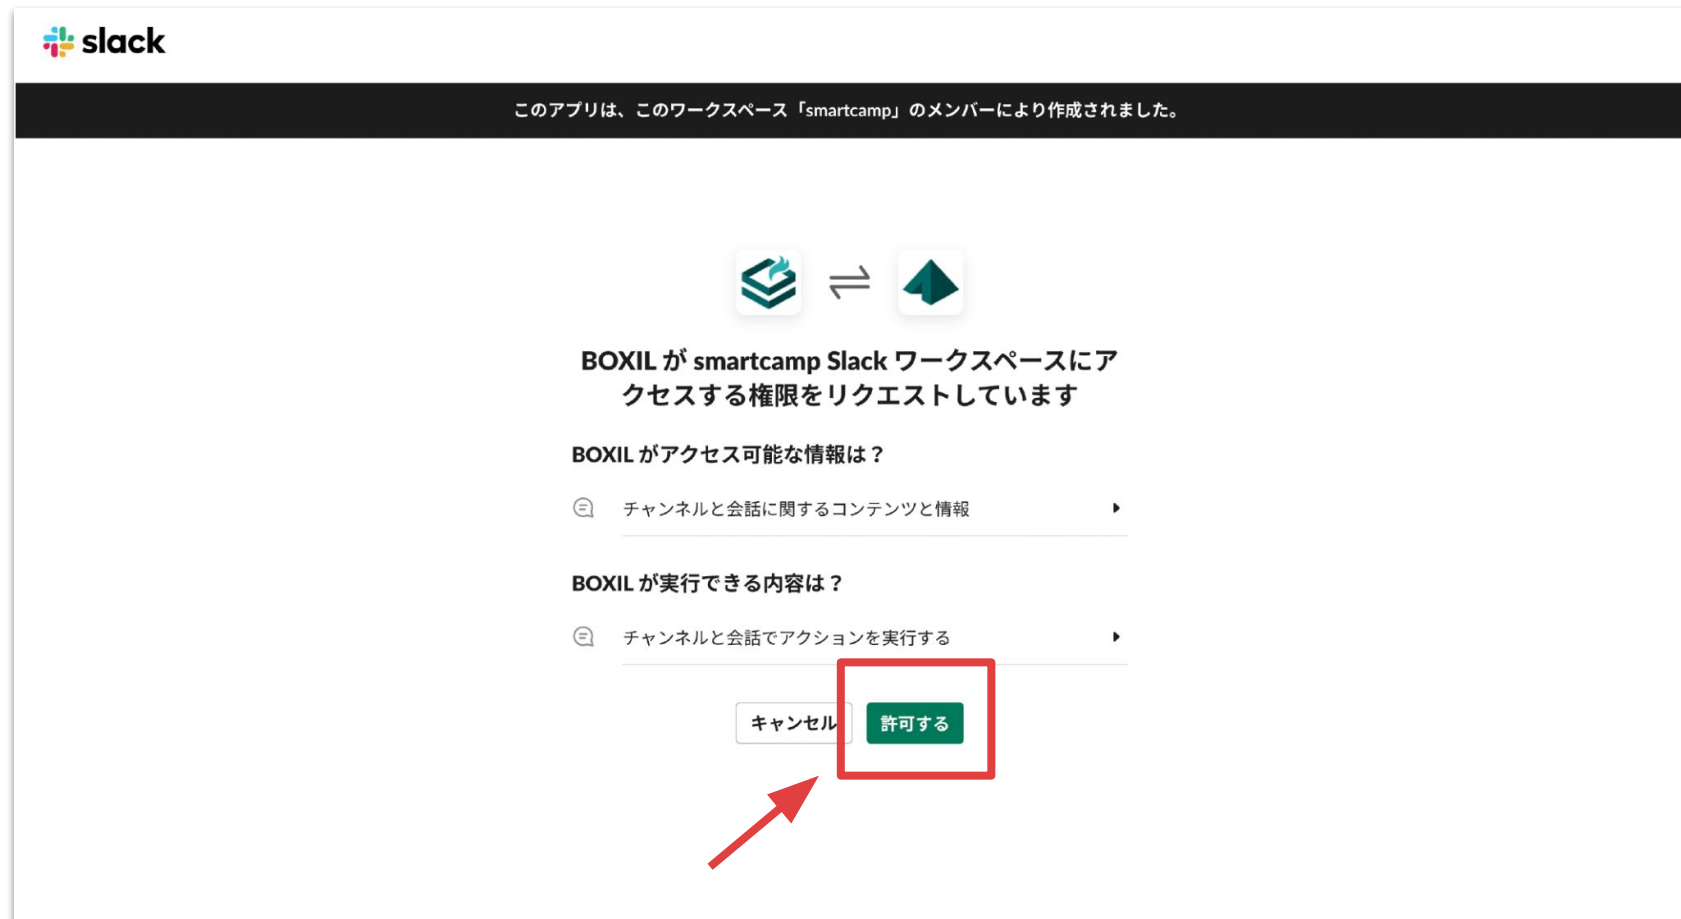 slack
このアプリは、このワークスペース「smartcamp」のメンバーにより作成されました。
BOXIL が smartcamp Slack ワークスペースにア
クセスする権限をリクエストしています
BOXIL がアクセス可能な情報は？
チャンネルと会話に関するコンテンツと情報
BOXIL が実行できる内容は？
チャンネルと会話でアクションを実行する
キャンセル
許可する